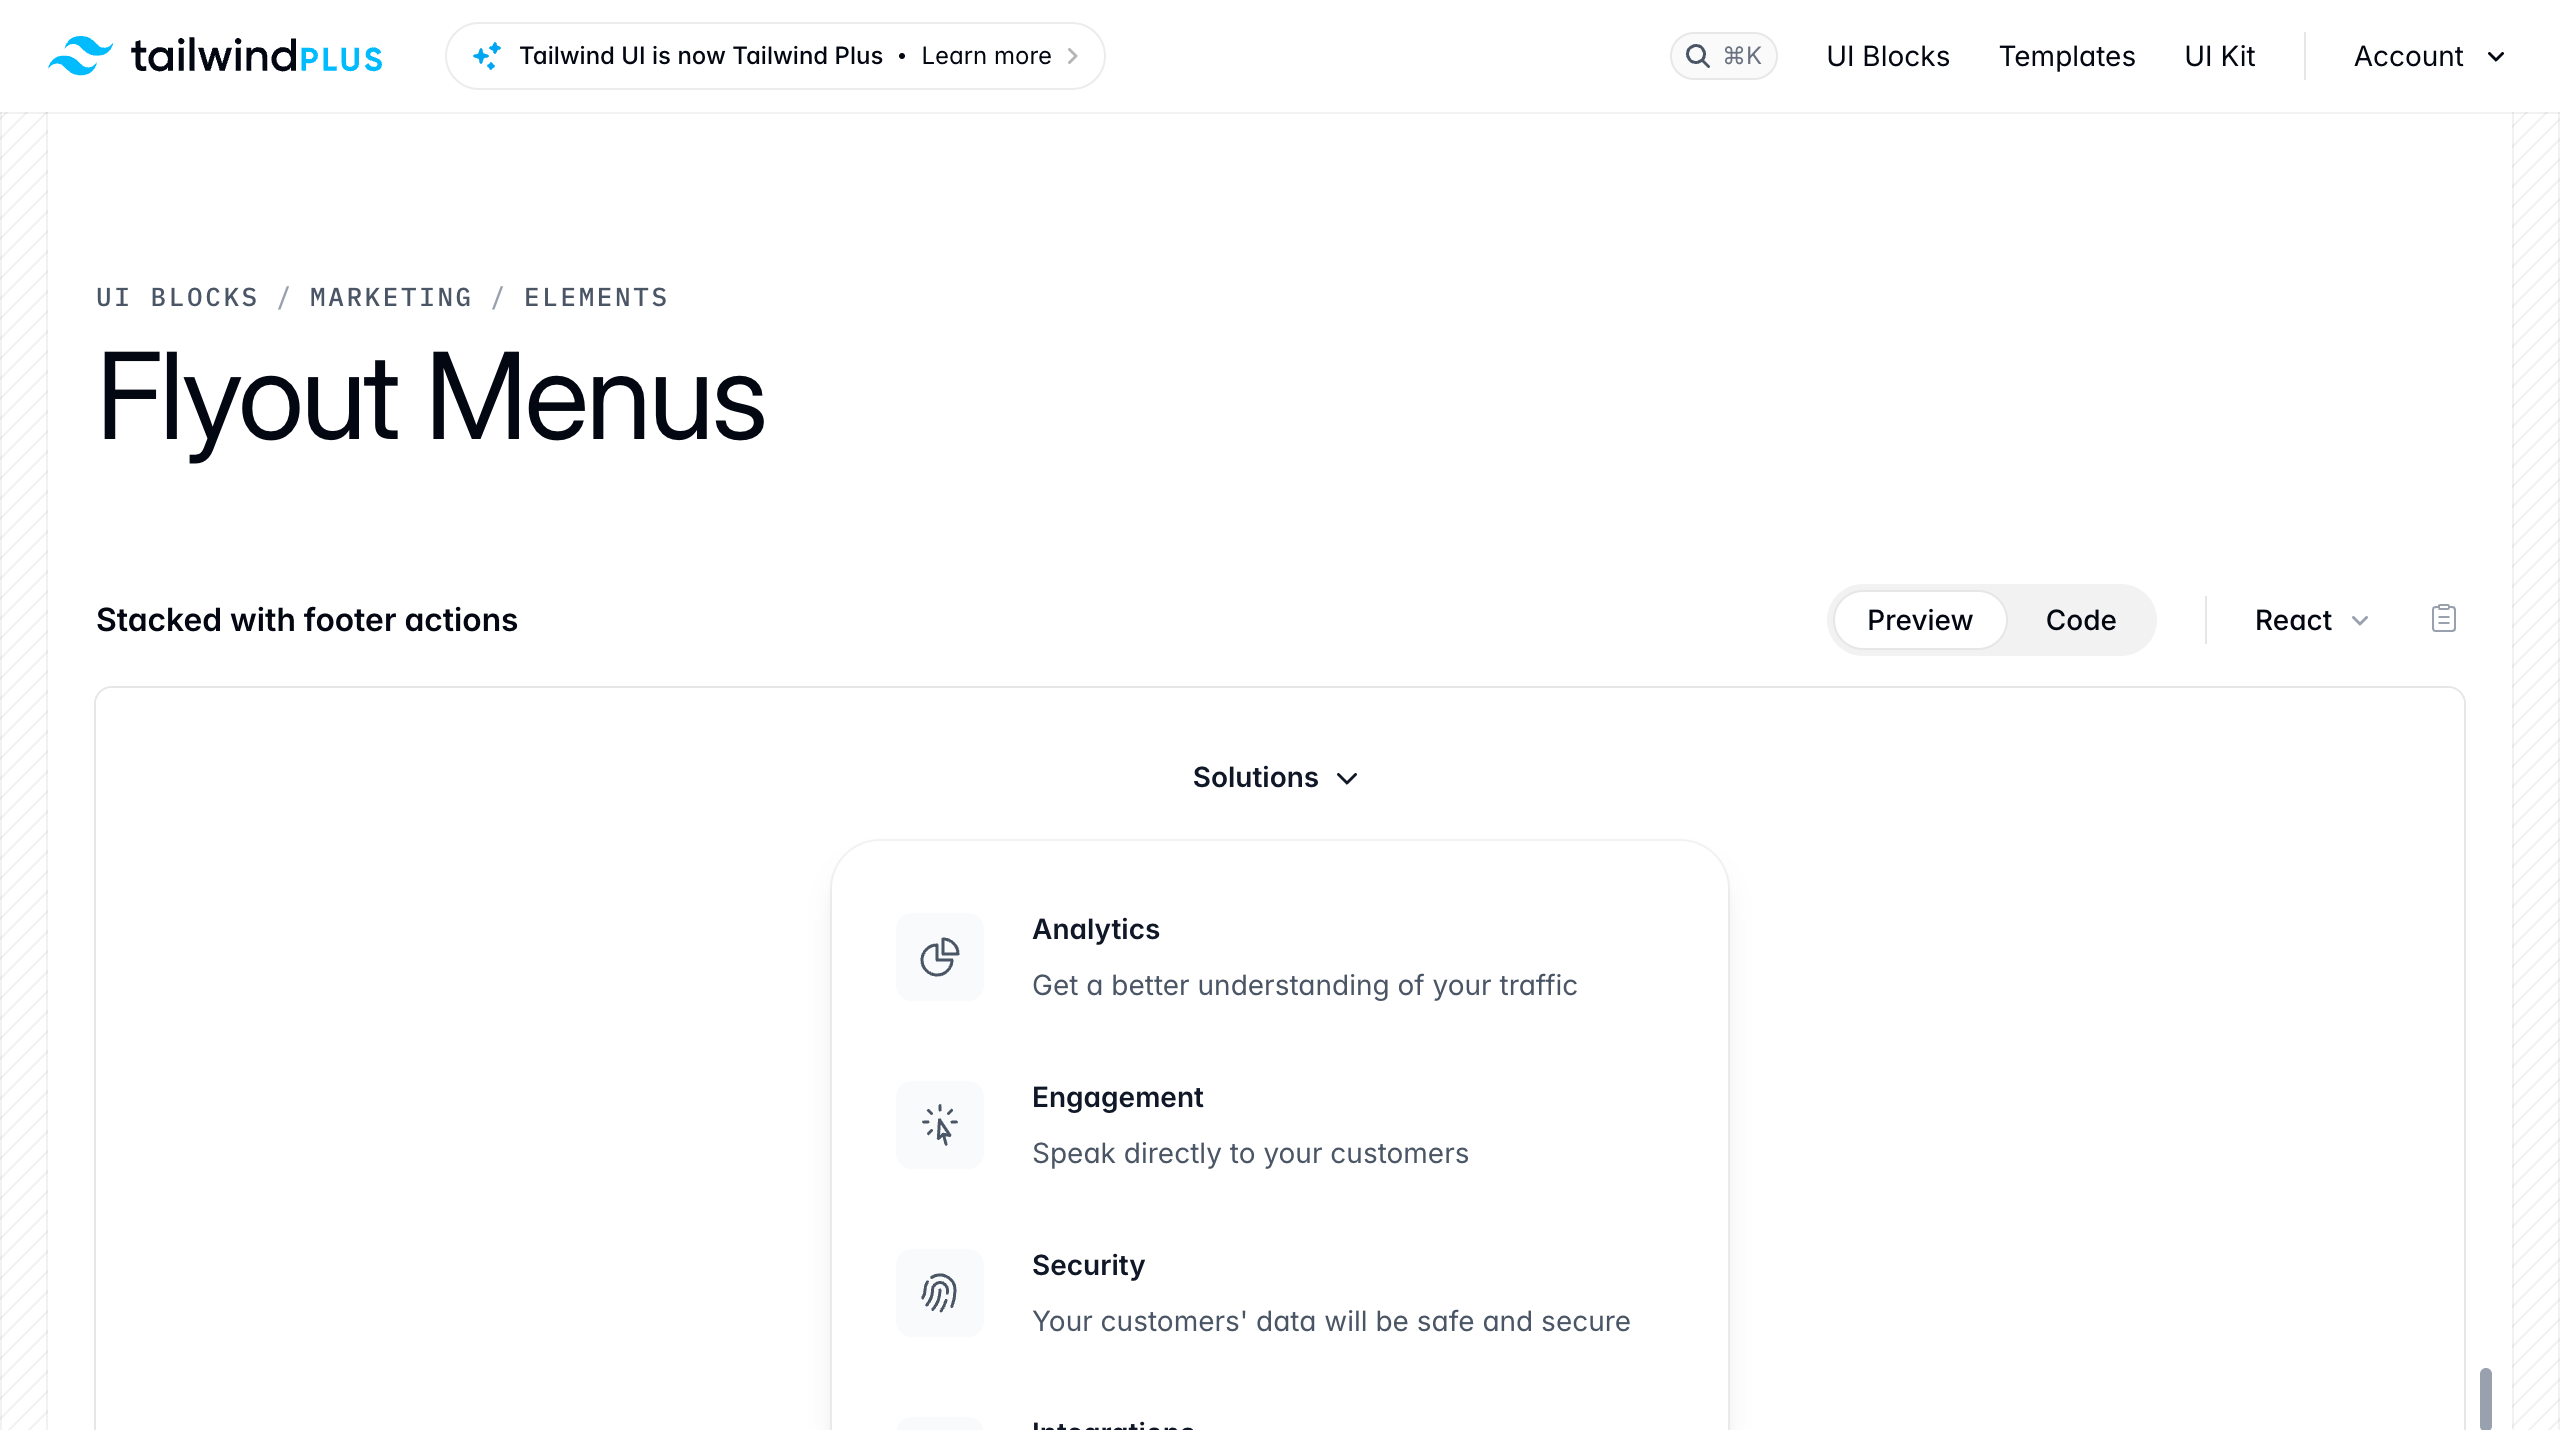 tailwindPLUS
Tailwind UI is now Tailwind Plus • Learn more
⌘K
UI Blocks
Templates
UI Kit
Account
UI BLOCKS / MARKETING / ELEMENTS
Flyout Menus
Stacked with footer actions
Preview
Code
React
Solutions
Analytics
Get a better understanding of your traffic
Engagement
Speak directly to your customers
Security
Your customers' data will be safe and secure
Integrations